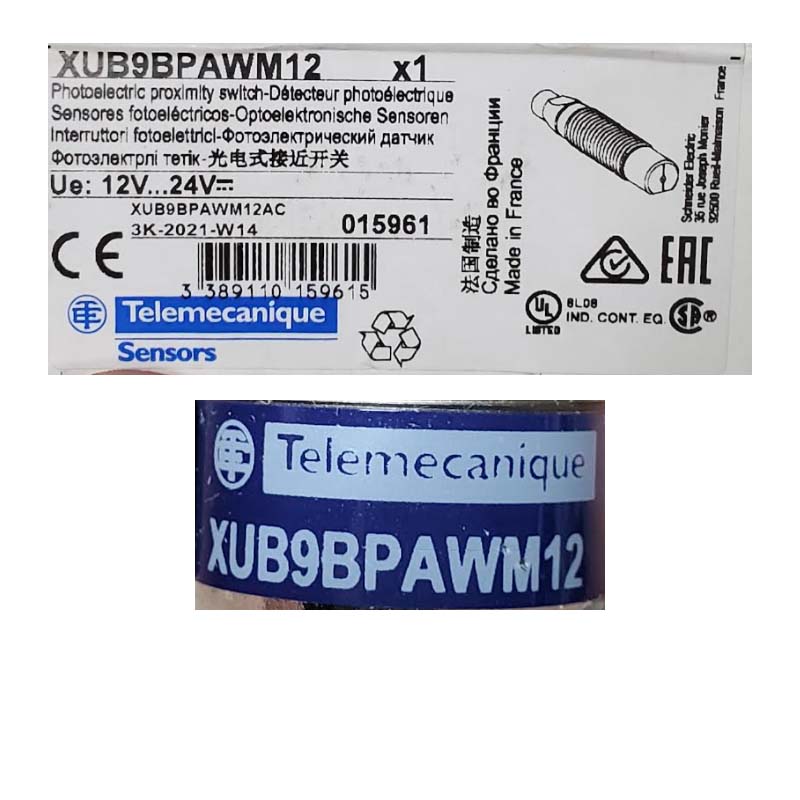 XUB9BPAWM12 x1
Photoelectric proximity switch-Détecteur photoélectrique
Sensores fotoeléctricos-Optoelektronische Sensoren
Interruttori fotoelettrici-Фотоэлектрический датчик
Фотоэлектрлі тетік-光电式接近开关
Ue: 12V...24V⎓
XUB9BPAWM12AC
3K-2021-W14 015961
3 389110 159615
CE
Telemecanique
Sensors
法国制造
Сделано во Франции
Made in France
Schneider Electric
35 rue Joseph Monier
92500 Rueil-Malmaison France
EAC
UL
LISTED
8L08
IND. CONT. EQ.
SA®
Telemecanique
XUB9BPAWM12